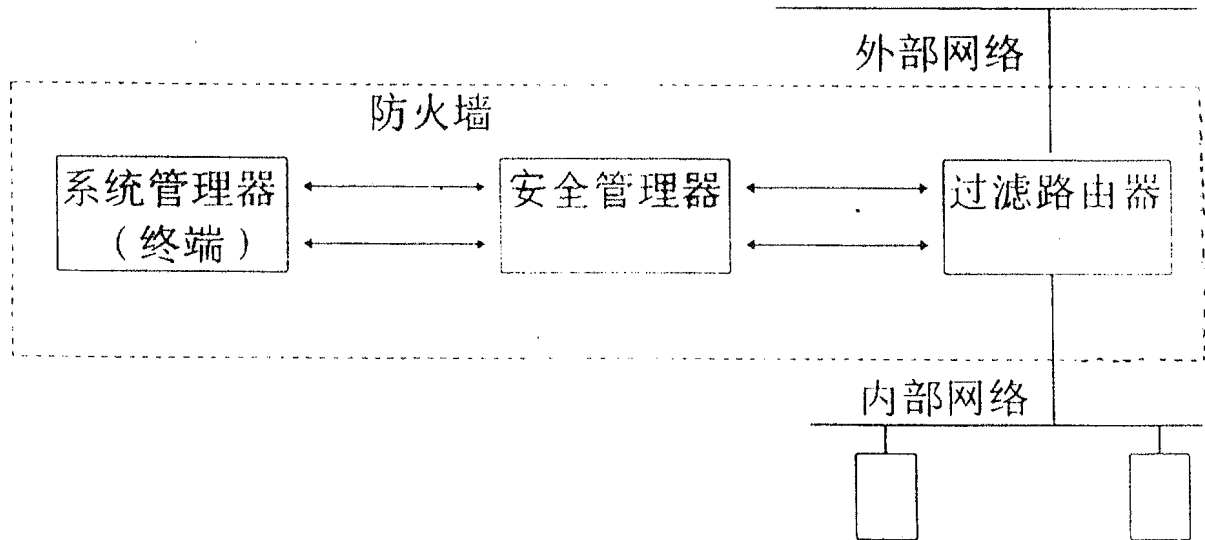 外部网络
防火墙
系统管理器
（终端）
安全管理器
过滤路由器
内部网络